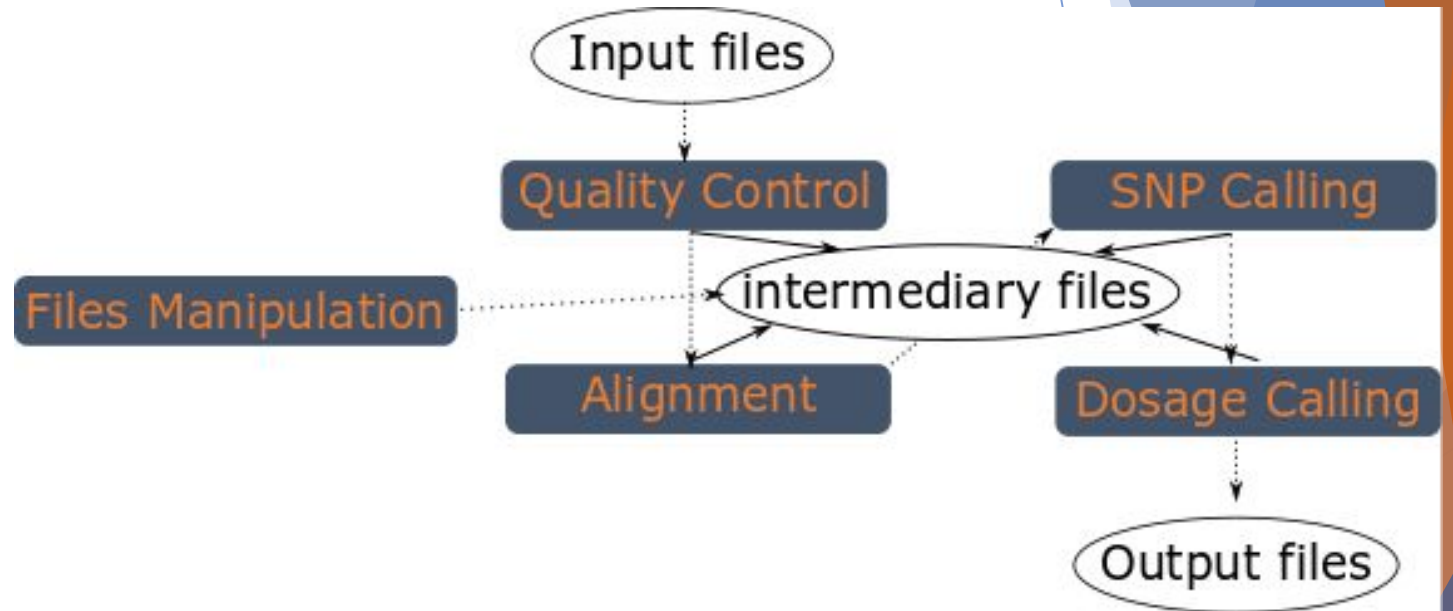 Input files
Quality Control
SNP Calling
intermediary files
Files Manipulation
Alignment
Dosage Calling
Output files